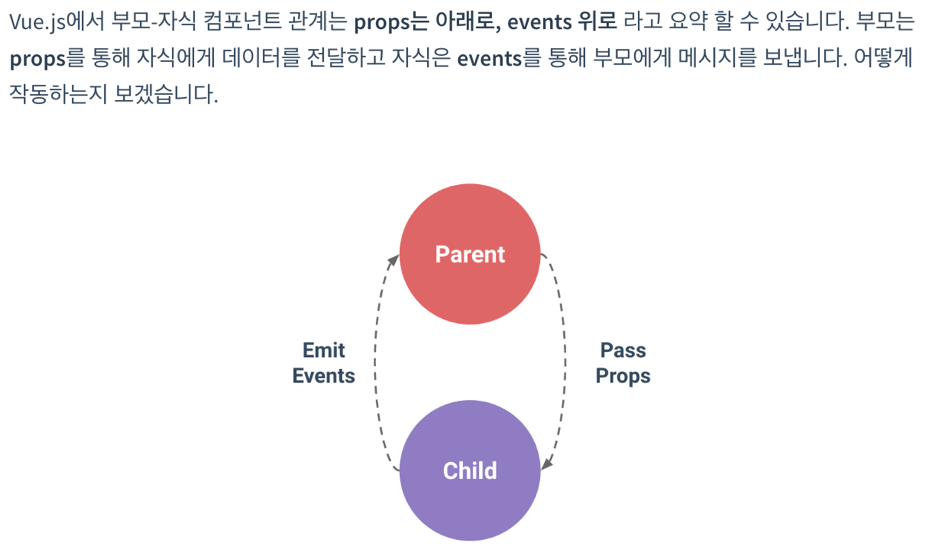 Vue.js에서 부모-자식 컴포넌트 관계는 props는 아래로, events 위로 라고 요약 할 수 있습니다. 부모는
props를 통해 자식에게 데이터를 전달하고 자식은 events를 통해 부모에게 메시지를 보냅니다. 어떻게
작동하는지 보겠습니다.
Parent
Emit
Events
Pass
Props
Child